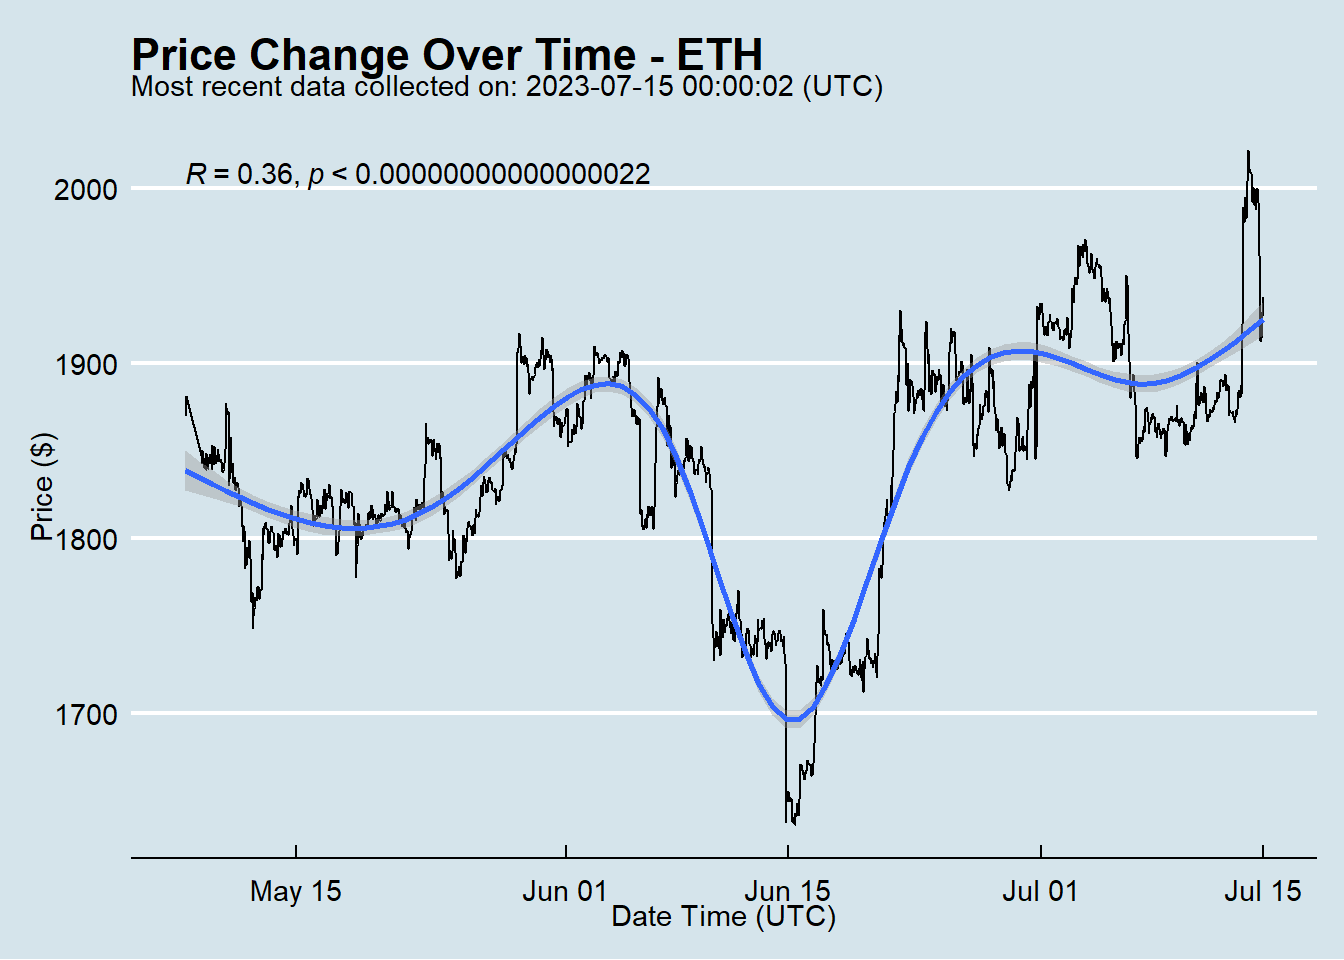 Price Change Over Time - ETH
Most recent data collected on: 2023-07-15 00:00:02 (UTC)
R = 0.36, p < 0.00000000000000022
2000
1900
1800
1700
Price ($)
May 15
Jun 01
Jun 15
Jul 01
Jul 15
Date Time (UTC)